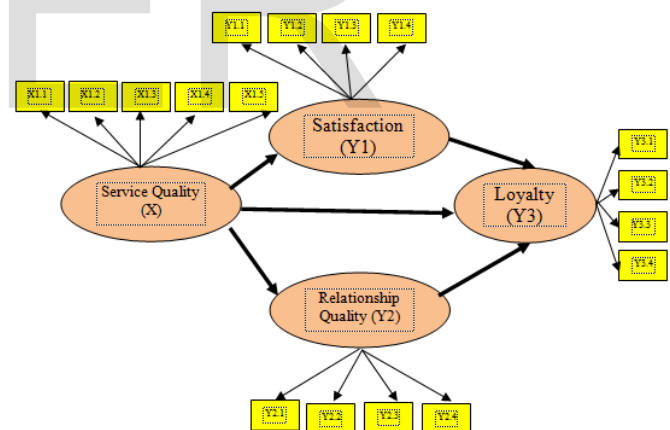 Y1.1 Y1.2 Y1.3 Y1.4
X1.1 X1.2 X1.3 X1.4 X1.5
Satisfaction
(Y1)
Service Quality
(X)
Loyalty
(Y3)
Y3.1
Y3.2
Y3.3
Y3.4
Relationship
Quality (Y2)
Y2.1 Y2.2 Y2.3 Y2.4